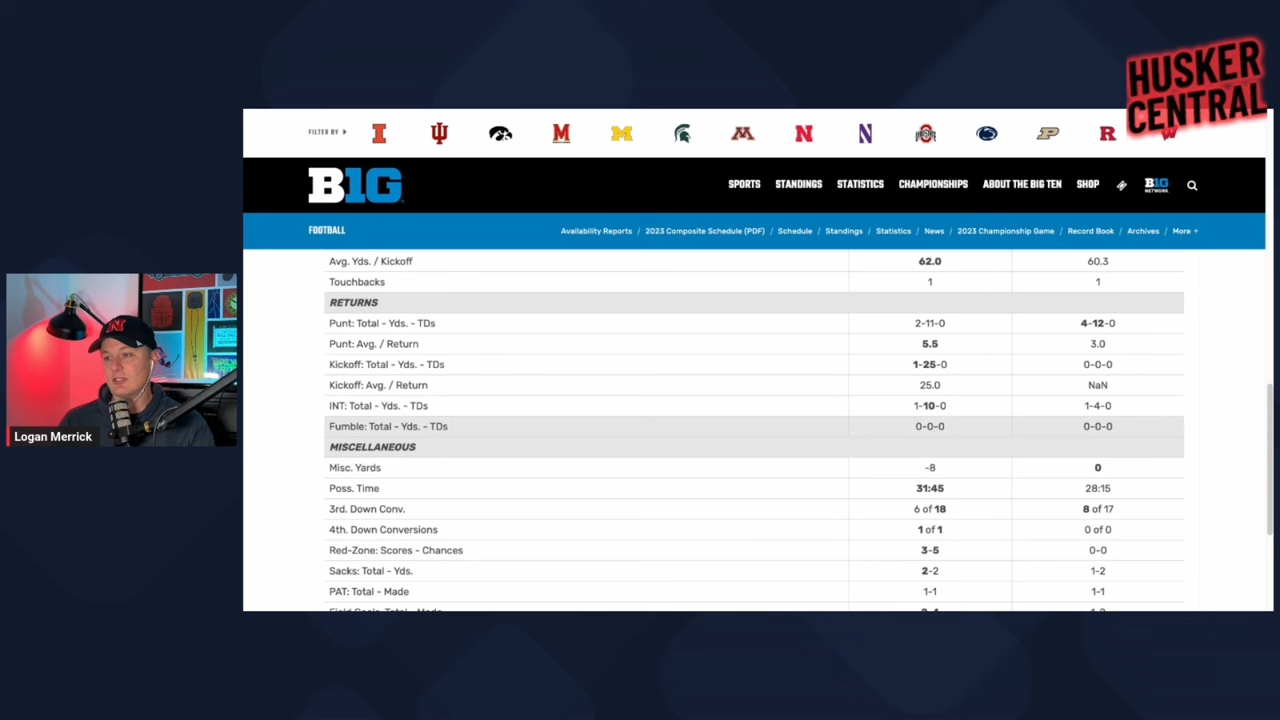 HUSKER
CENTRAL
FILTER BY
B1G
SPORTS STANDINGS STATISTICS CHAMPIONSHIPS ABOUT THE BIG TEN SHOP B1G NETWORK
FOOTBALL
Availability Reports / 2023 Composite Schedule (PDF) / Schedule / Standings / Statistics / News / 2023 Championship Game / Record Book / Archives / More +
Avg. Yds. / Kickoff 62.0 60.3
Touchbacks 1 1
RETURNS
Punt: Total - Yds. - TDs 2-11-0 4-12-0
Punt: Avg. / Return 5.5 3.0
Kickoff: Total - Yds. - TDs 1-25-0 0-0-0
Kickoff: Avg. / Return 25.0 NaN
INT: Total - Yds. - TDs 1-10-0 1-4-0
Fumble: Total - Yds. - TDs 0-0-0 0-0-0
MISCELLANEOUS
Misc. Yards -8 0
Poss. Time 31:45 28:15
3rd. Down Conv. 6 of 18 8 of 17
4th. Down Conversions 1 of 1 0 of 0
Red-Zone: Scores - Chances 3-5 0-0
Sacks: Total - Yds. 2-2 1-2
PAT: Total - Made 1-1 1-1
Logan Merrick